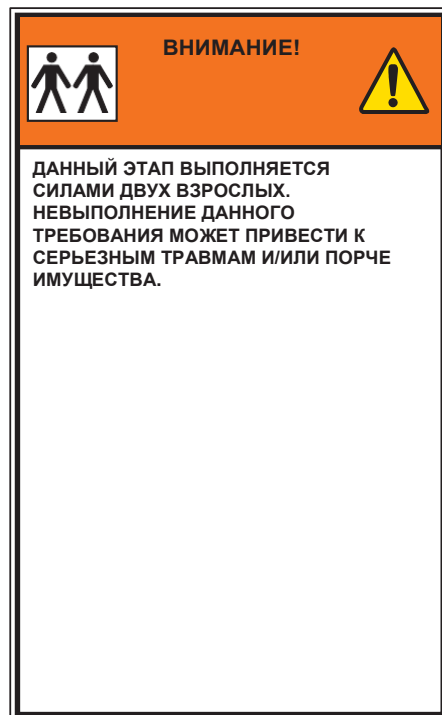 ВНИМАНИЕ!
ДАННЫЙ ЭТАП ВЫПОЛНЯЕТСЯ
СИЛАМИ ДВУХ ВЗРОСЛЫХ.
НЕВЫПОЛНЕНИЕ ДАННОГО
ТРЕБОВАНИЯ МОЖЕТ ПРИВЕСТИ К
СЕРЬЕЗНЫМ ТРАВМАМ И/ИЛИ ПОРЧЕ
ИМУЩЕСТВА.